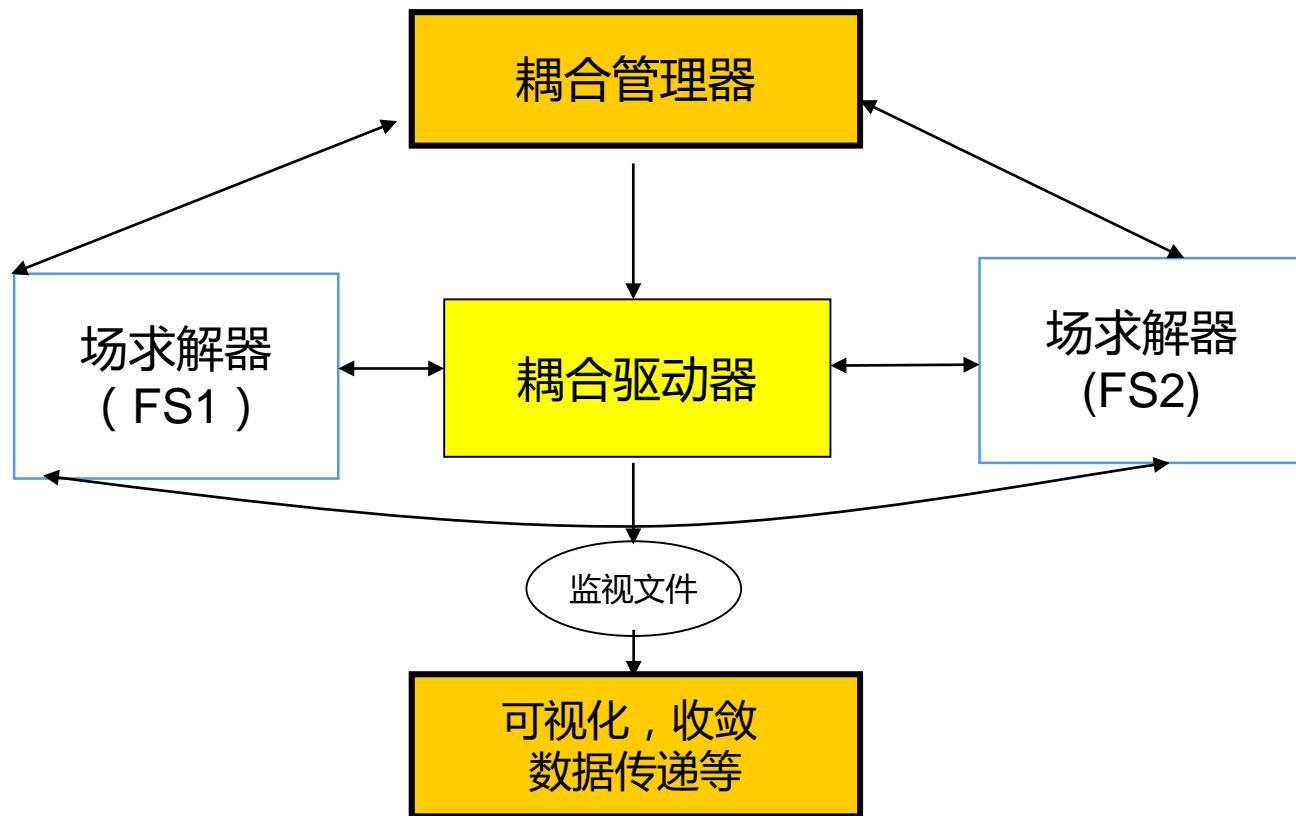 耦合管理器
场求解器
（FS1）
耦合驱动器
场求解器
(FS2)
监视文件
可视化，收敛
数据传递等